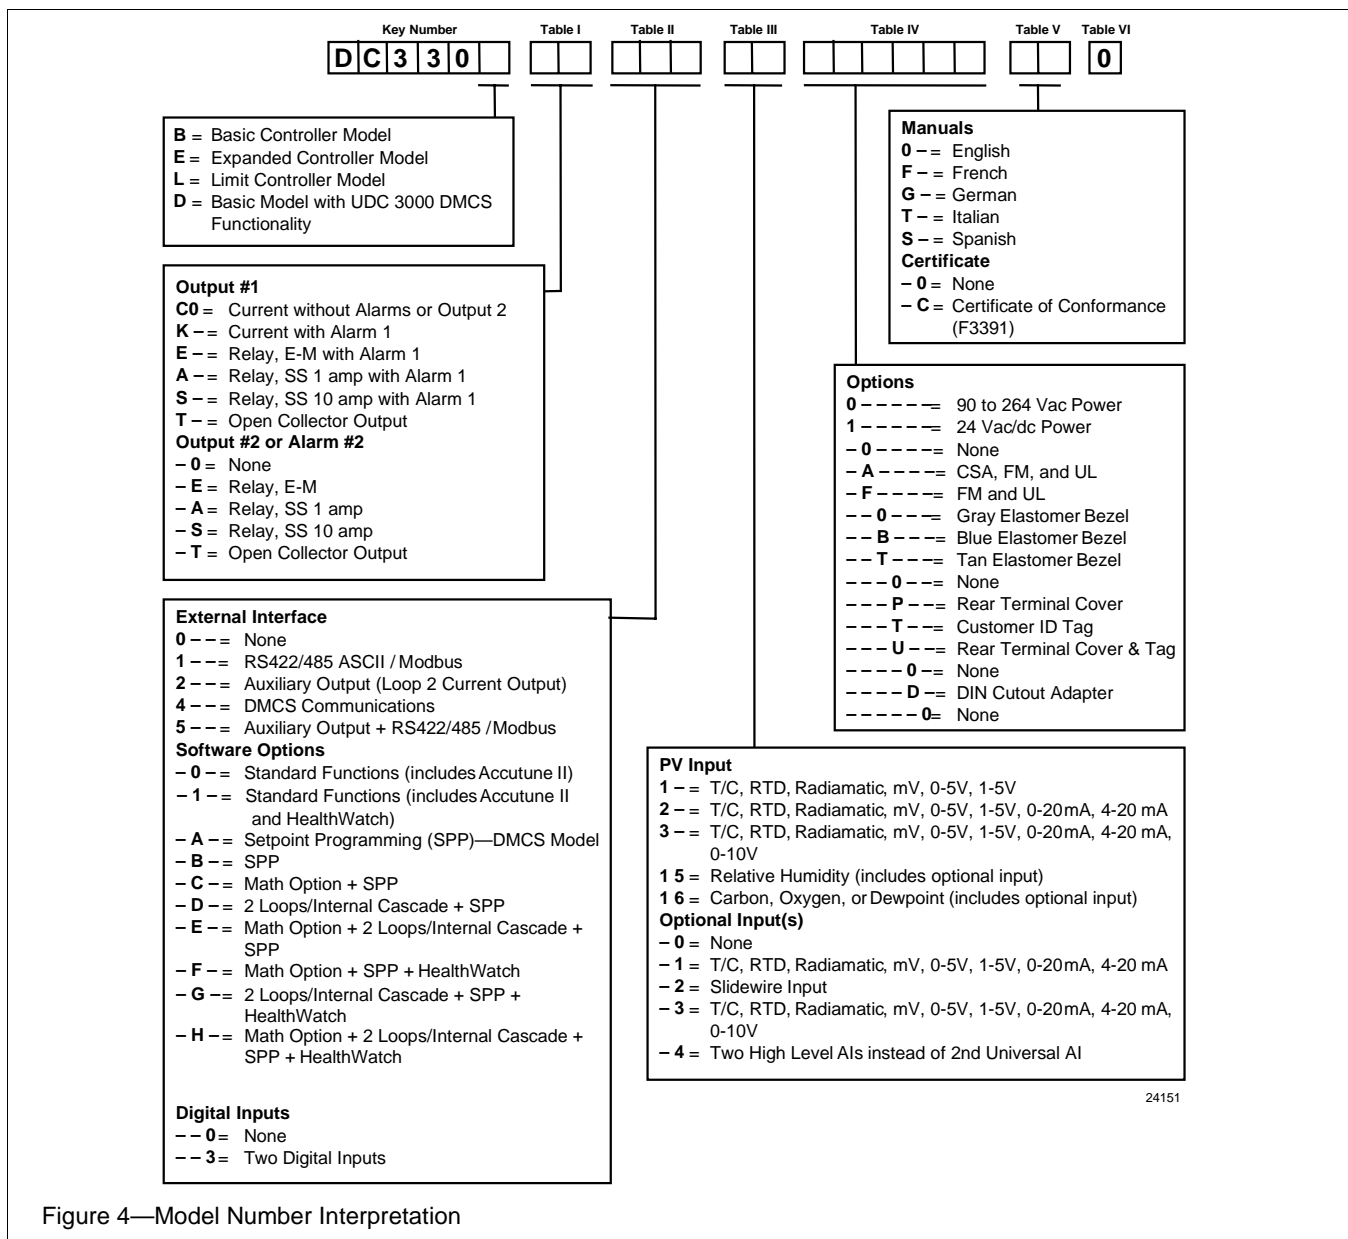 Key Number Table I Table II Table III Table IV Table V Table VI
D C 3 3 0 0
B = Basic Controller Model
E = Expanded Controller Model
L = Limit Controller Model
D = Basic Model with UDC 3000 DMCS
Functionality
Output #1
C0 = Current without Alarms or Output 2
K – = Current with Alarm 1
E – = Relay, E-M with Alarm 1
A – = Relay, SS 1 amp with Alarm 1
S – = Relay, SS 10 amp with Alarm 1
T – = Open Collector Output
Output #2 or Alarm #2
– 0 = None
– E = Relay, E-M
– A = Relay, SS 1 amp
– S = Relay, SS 10 amp
– T = Open Collector Output
External Interface
0 – – = None
1 – – = RS422/485 ASCII / Modbus
2 – – = Auxiliary Output (Loop 2 Current Output)
4 – – = DMCS Communications
5 – – = Auxiliary Output + RS422/485 /Modbus
Software Options
– 0 – = Standard Functions (includes Accutune II)
– 1 – = Standard Functions (includes Accutune II
and HealthWatch)
– A – = Setpoint Programming (SPP)—DMCS Model
– B – = SPP
– C – = Math Option + SPP
– D – = 2 Loops/Internal Cascade + SPP
– E – = Math Option + 2 Loops/Internal Cascade +
SPP
– F – = Math Option + SPP + HealthWatch
– G – = 2 Loops/Internal Cascade + SPP +
HealthWatch
– H – = Math Option + 2 Loops/Internal Cascade +
SPP + HealthWatch
Digital Inputs
– – 0 = None
– – 3 = Two Digital Inputs
Manuals
0 – = English
F – = French
G – = German
T – = Italian
S – = Spanish
Certificate
– 0 = None
– C = Certificate of Conformance
(F3391)
Options
0 – – – – – = 90 to 264 Vac Power
1 – – – – – = 24 Vac/dc Power
– 0 – – – – = None
– A – – – – = CSA, FM, and UL
– F – – – – = FM and UL
– – 0 – – – = Gray Elastomer Bezel
– – B – – – = Blue Elastomer Bezel
– – T – – – = Tan Elastomer Bezel
– – – 0 – – = None
– – – P – – = Rear Terminal Cover
– – – T – – = Customer ID Tag
– – – U – – = Rear Terminal Cover & Tag
– – – – 0 – = None
– – – – D – = DIN Cutout Adapter
– – – – – 0 = None
PV Input
1 – = T/C, RTD, Radiamatic, mV, 0-5V, 1-5V
2 – = T/C, RTD, Radiamatic, mV, 0-5V, 1-5V, 0-20mA, 4-20 mA
3 – = T/C, RTD, Radiamatic, mV, 0-5V, 1-5V, 0-20mA, 4-20 mA,
0-10V
1 5 = Relative Humidity (includes optional input)
1 6 = Carbon, Oxygen, or Dewpoint (includes optional input)
Optional Input(s)
– 0 = None
– 1 = T/C, RTD, Radiamatic, mV, 0-5V, 1-5V, 0-20mA, 4-20 mA
– 2 = Slidewire Input
– 3 = T/C, RTD, Radiamatic, mV, 0-5V, 1-5V, 0-20mA, 4-20 mA,
0-10V
– 4 = Two High Level AIs instead of 2nd Universal AI
24151
Figure 4—Model Number Interpretation